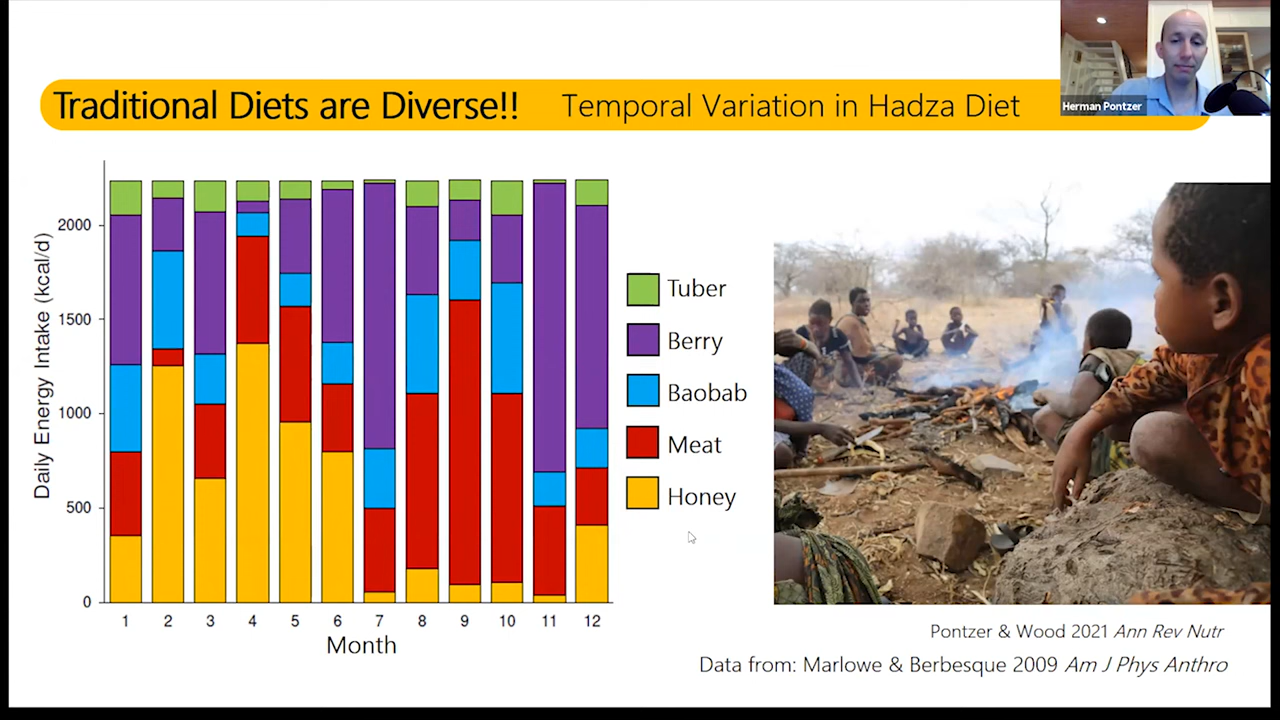 Herman Pontzer
Traditional Diets are Diverse!! Temporal Variation in Hadza Diet
Daily Energy Intake (kcal/d)
2000
1500
1000
500
0
1 2 3 4 5 6 7 8 9 10 11 12
Month
Tuber
Berry
Baobab
Meat
Honey
Pontzer & Wood 2021 Ann Rev Nutr
Data from: Marlowe & Berbesque 2009 Am J Phys Anthro